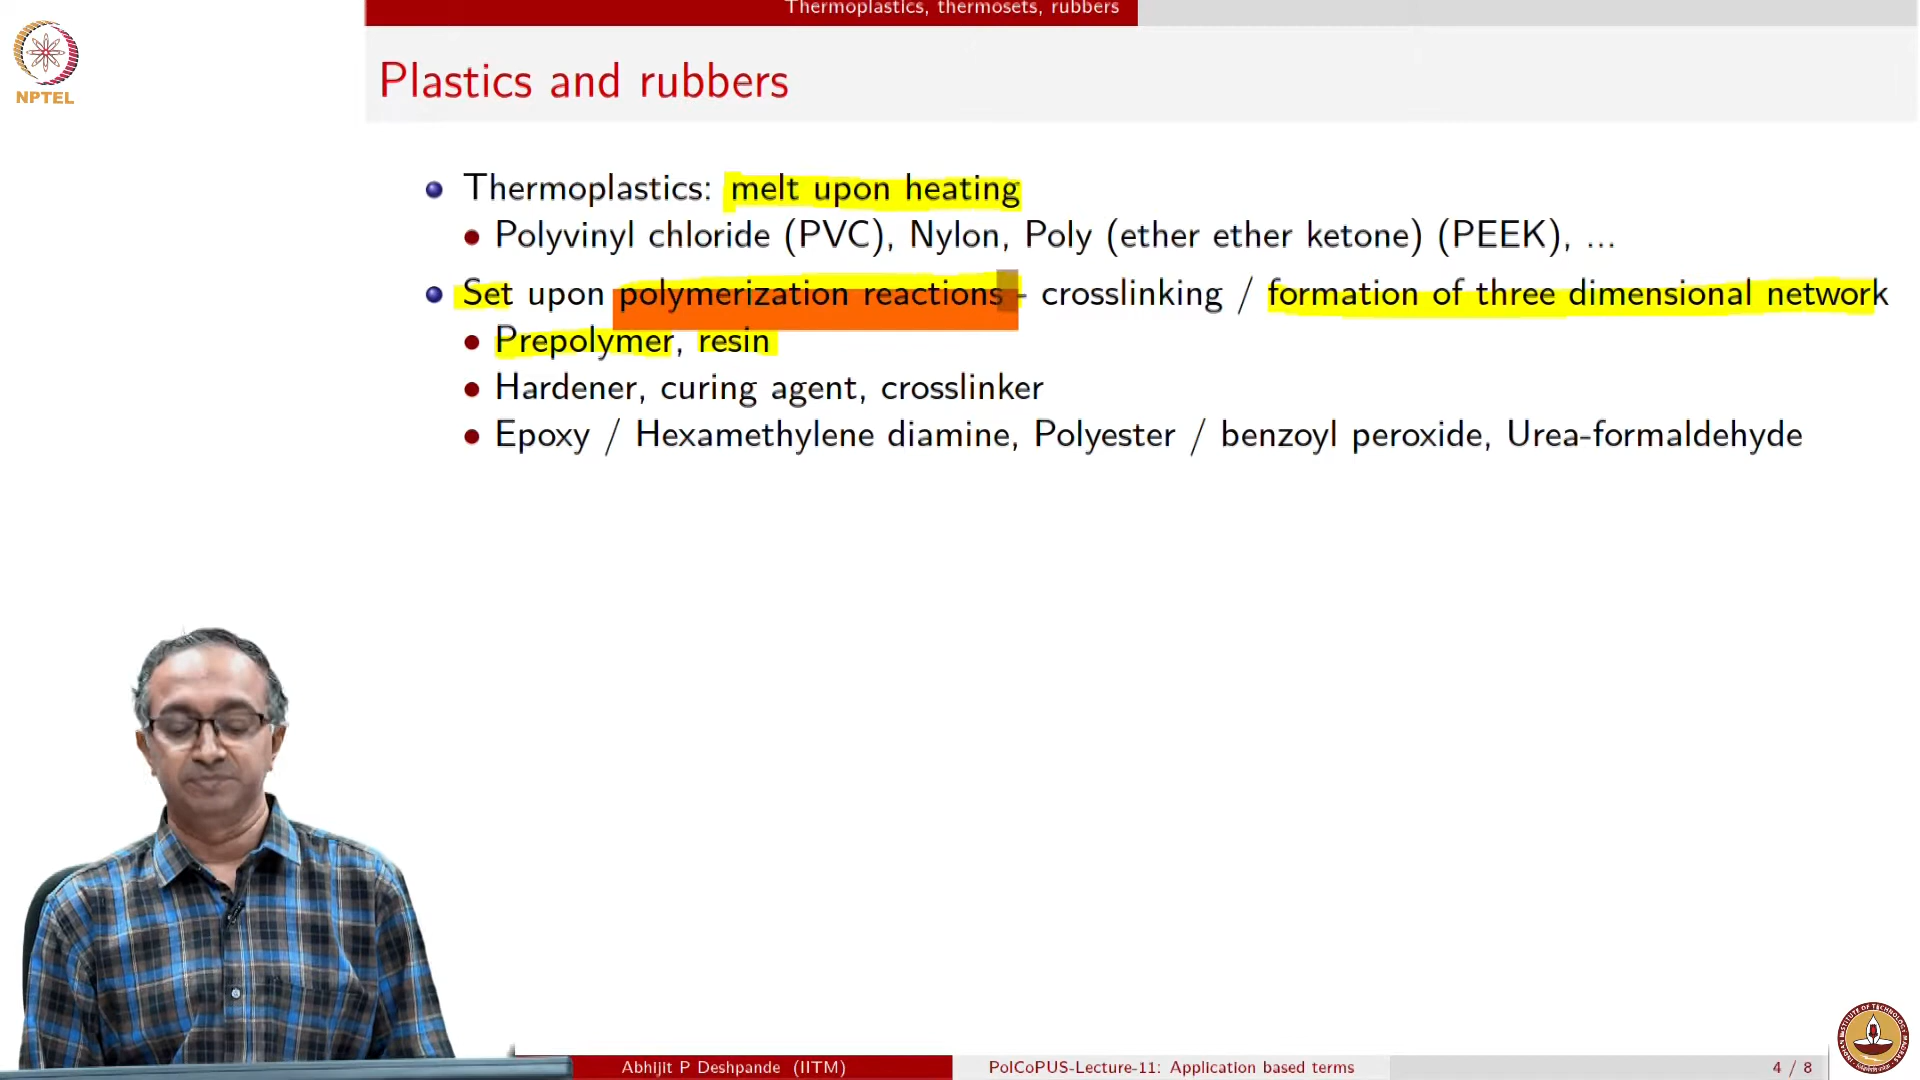 Thermoplastics, thermosets, rubbers
NPTEL
Plastics and rubbers
Thermoplastics: melt upon heating
Polyvinyl chloride (PVC), Nylon, Poly (ether ether ketone) (PEEK), ...
Set upon polymerization reactions - crosslinking / formation of three dimensional network
Prepolymer, resin
Hardener, curing agent, crosslinker
Epoxy / Hexamethylene diamine, Polyester / benzoyl peroxide, Urea-formaldehyde
Abhijit P Deshpande (IITM) PolCoPUS-Lecture-11: Application based terms 4 / 8